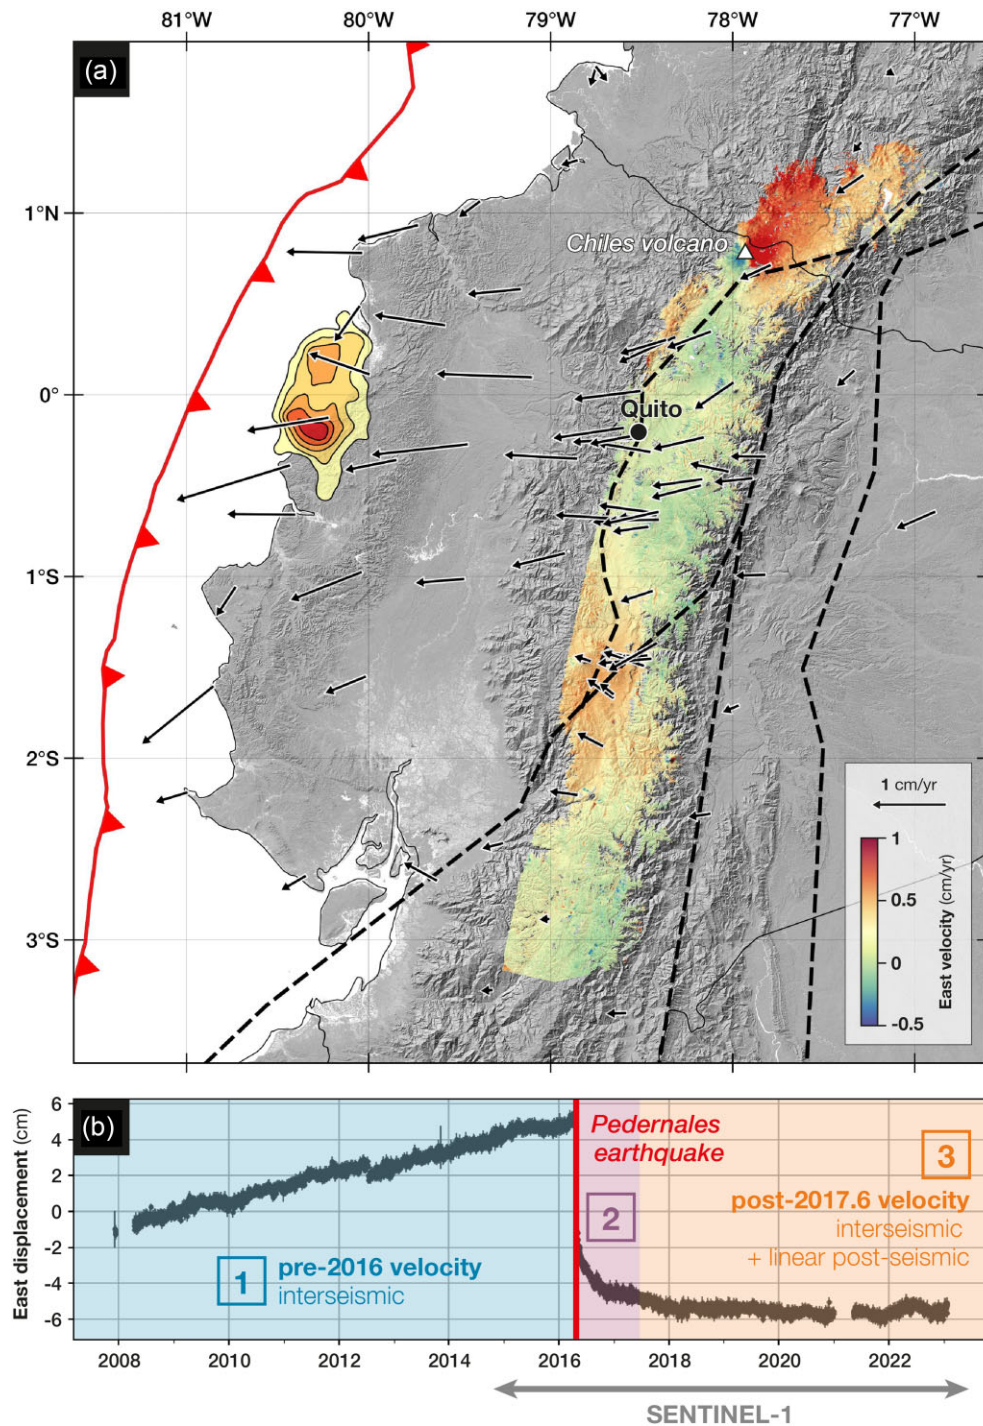 81°W 80°W 79°W 78°W 77°W
(a)
1°N
Chiles volcano
0°
Quito
1°S
2°S
1 cm/yr
1
0.5
0
-0.5
East velocity (cm/yr)
3°S
(b)
6
4
2
0
-2
-4
-6
East displacement (cm)
Pedernales
earthquake
1 pre-2016 velocity
interseismic
2
3
post-2017.6 velocity
interseismic
+ linear post-seismic
2008 2010 2012 2014 2016 2018 2020 2022
SENTINEL-1